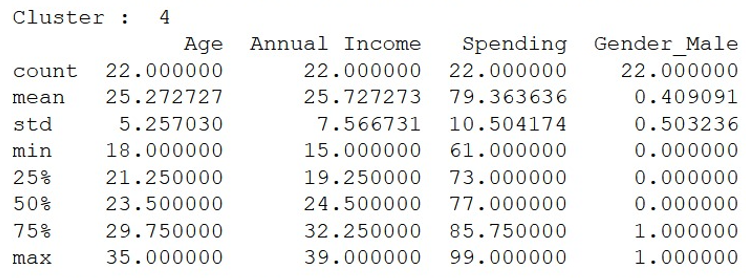 Cluster :  4
Age  Annual Income  Spending  Gender_Male
count  22.000000  22.000000  22.000000  22.000000
mean  25.272727  25.727273  79.363636  0.409091
std  5.257030  7.566731  10.504174  0.503236
min  18.000000  15.000000  61.000000  0.000000
25%  21.250000  19.250000  73.000000  0.000000
50%  23.500000  24.500000  77.000000  0.000000
75%  29.750000  32.250000  85.750000  1.000000
max  35.000000  39.000000  99.000000  1.000000